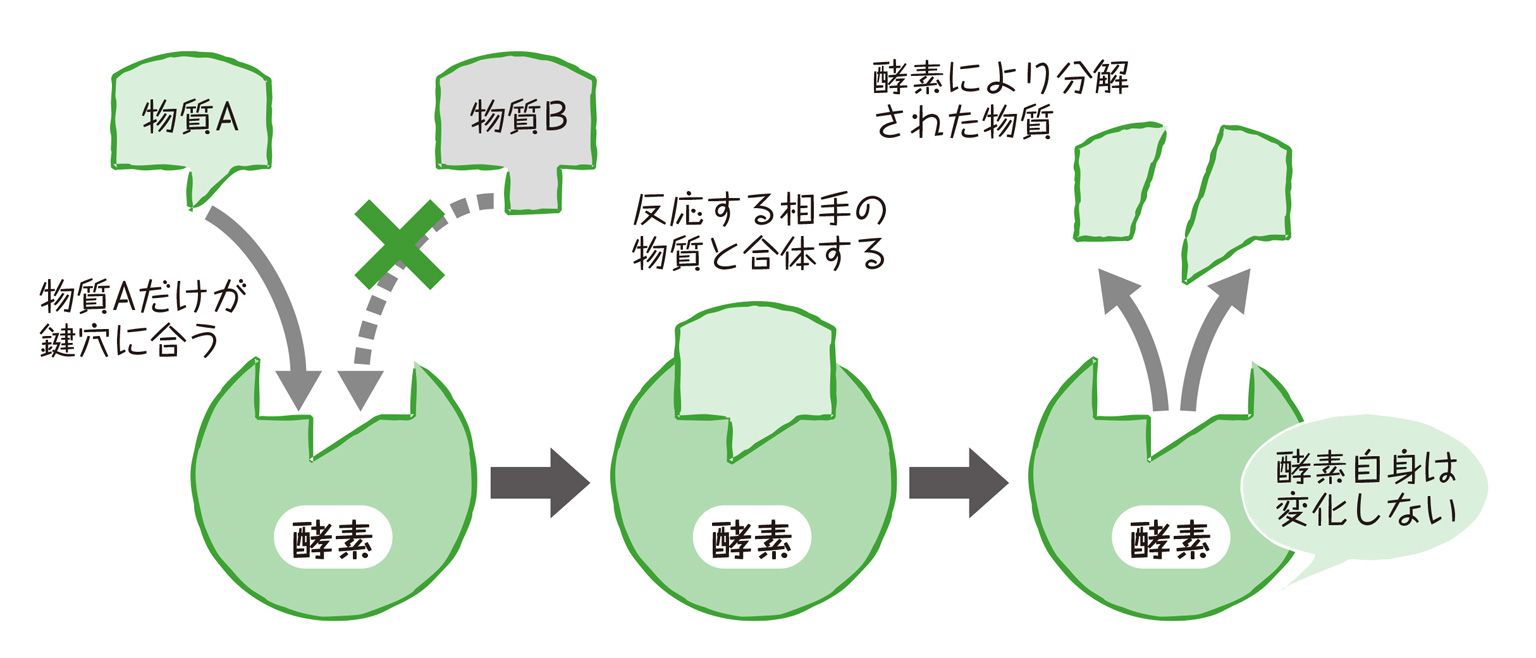 物質A
物質B
物質Aだけが
鍵穴に合う
酵素
反応する相手の
物質と合体する
酵素
酵素により分解
された物質
酵素
酵素自身は
変化しない